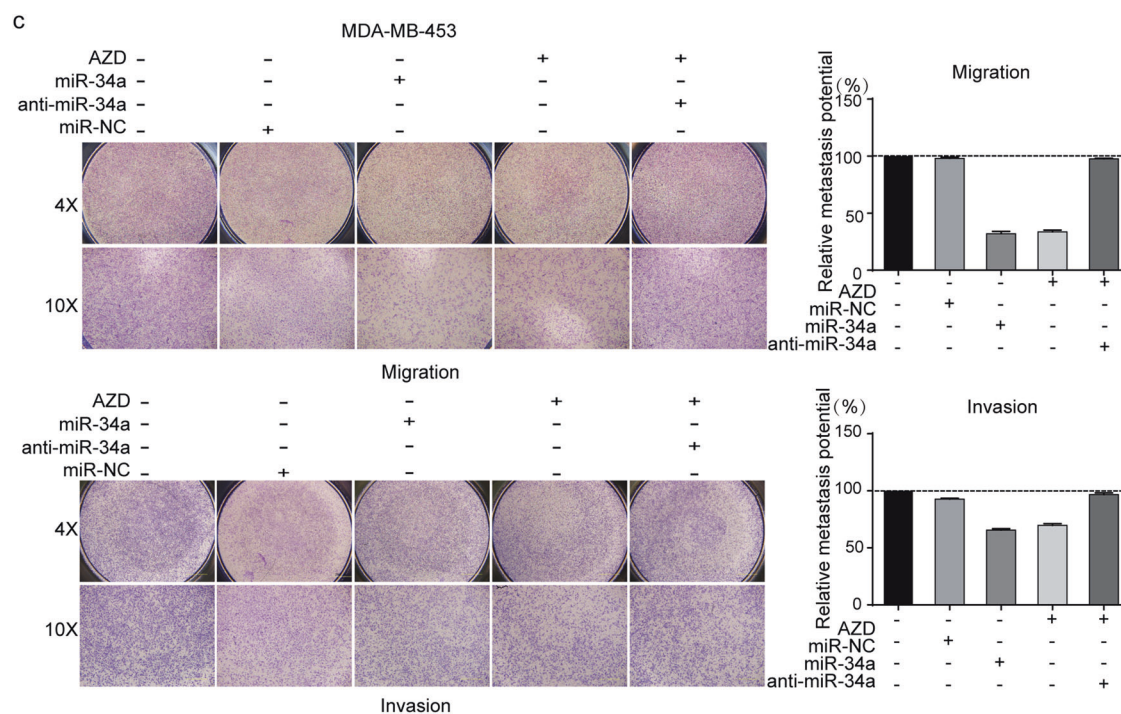 c
MDA-MB-453
AZD - - - + +
miR-34a - - + - -
anti-miR-34a - - - - +
miR-NC - + - - -
4X
10X
Migration
AZD - - - + +
miR-34a - - + - -
anti-miR-34a - - - - +
miR-NC - + - - -
4X
10X
Invasion
Migration
Relative metastasis potential
(%)
150
100
50
0
AZD - - - + +
miR-NC - + - - -
miR-34a - - + - -
anti-miR-34a - - - - +
Invasion
Relative metastasis potential
(%)
150
100
50
0
AZD - - - + +
miR-NC - + - - -
miR-34a - - + - -
anti-miR-34a - - - - +